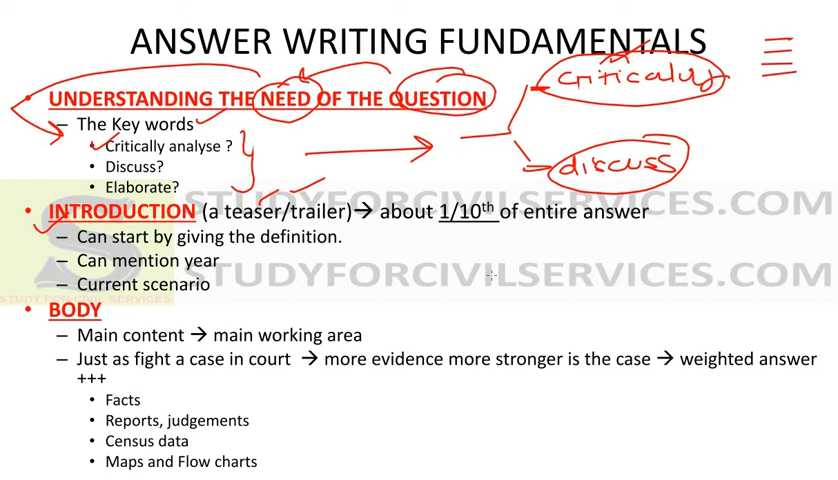 ANSWER WRITING FUNDAMENTALS
critically
• UNDERSTANDING THE NEED OF THE QUESTION
– The Key words
• Critically analyse ?
• Discuss?
discuss
• Elaborate?
STUDYFORCIVILSERVICES.COM
• INTRODUCTION (a teaser/trailer)→ about 1/10th of entire answer
– Can start by giving the definition.
– Can mention year
STUDYFORCIVILSERVICES.COM
– Current scenario
STUDY FOR CIVIL SERVICES
• BODY
– Main content → main working area
– Just as fight a case in court → more evidence more stronger is the case → weighted answer
+++
• Facts
• Reports, judgements
• Census data
• Maps and Flow charts